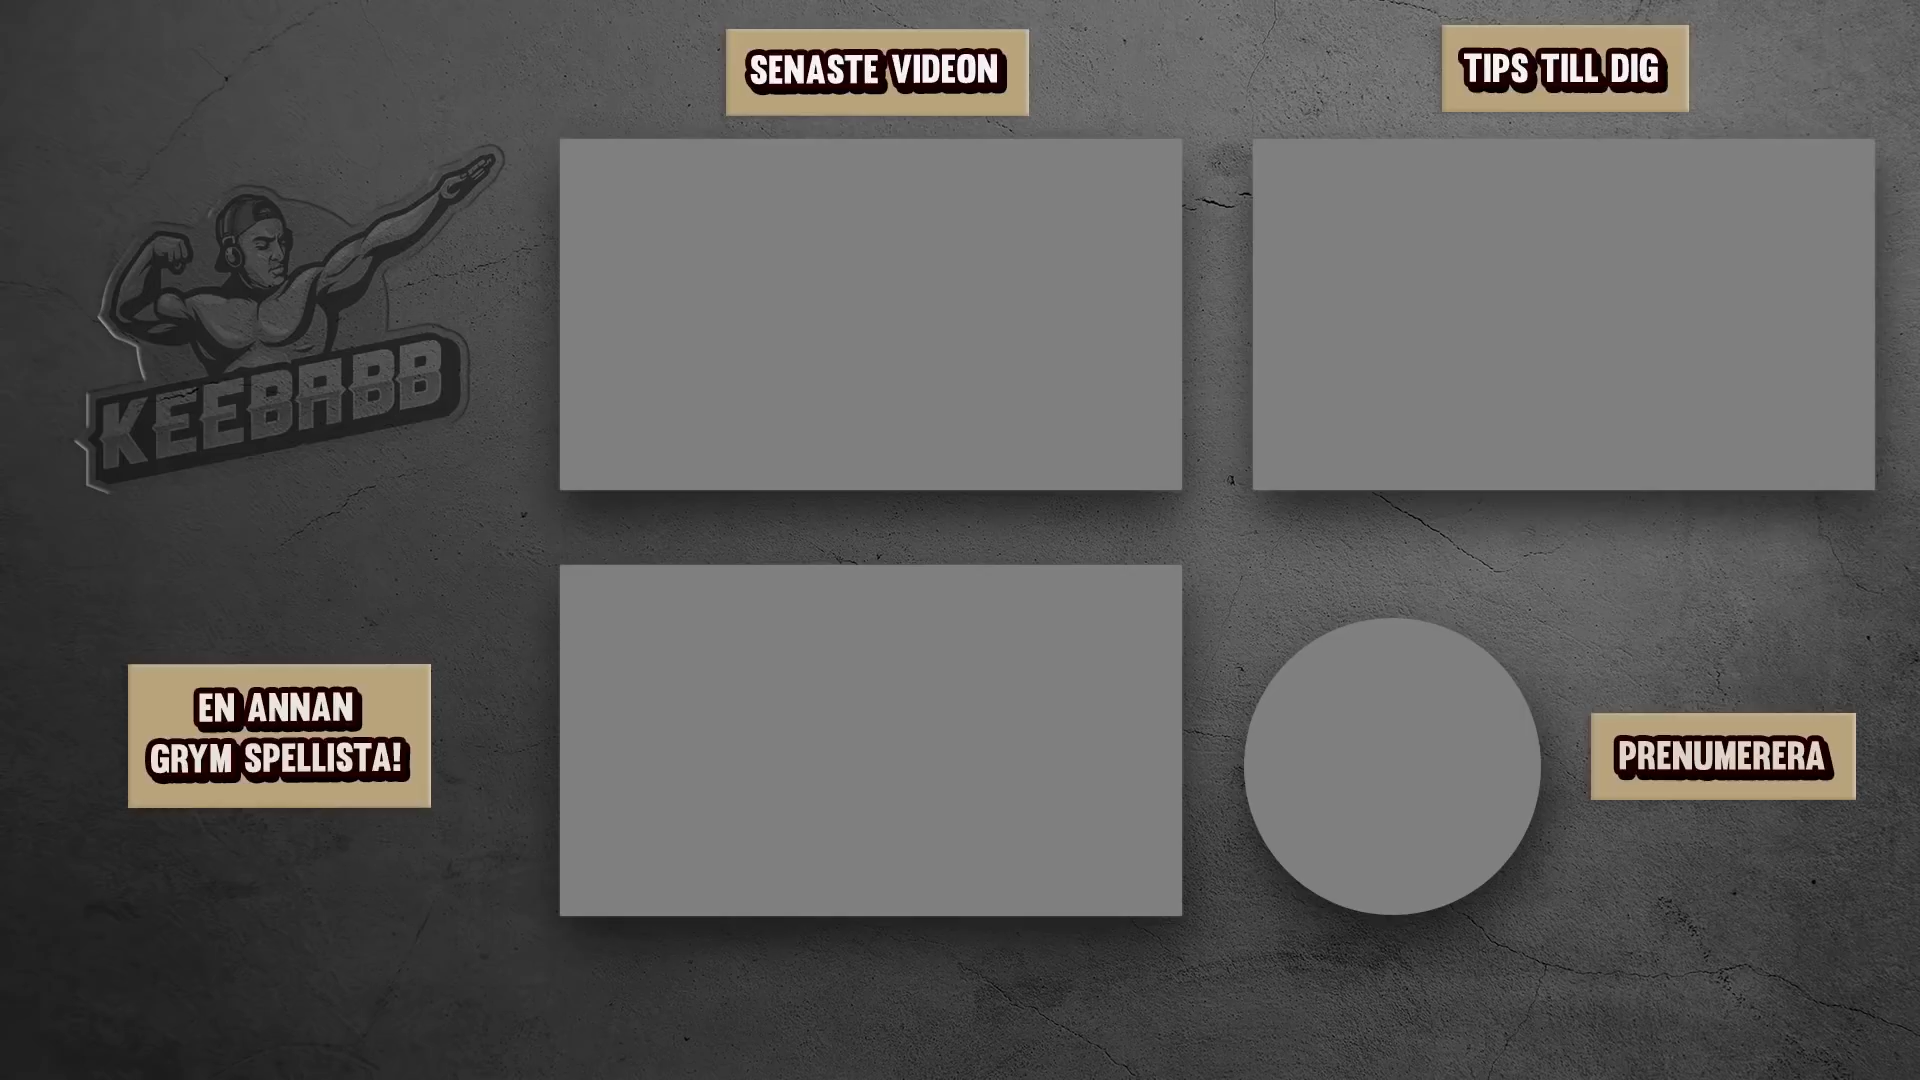 SENASTE VIDEON
TIPS TILL DIG
KEEBABB
EN ANNAN
GRYM SPELLISTA!
PRENUMERERA